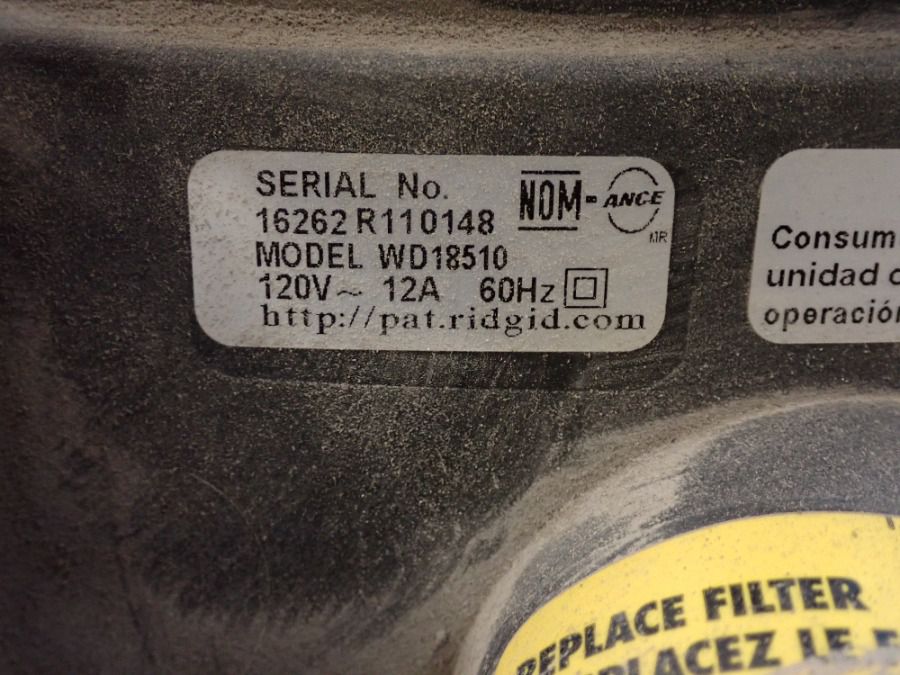 SERIAL No.
NOM-ANCE
MR
16262 R110148
MODEL WD18510
120V~ 12A 60Hz
http://pat.ridgid.com
Consum
unidad
operación
REPLACE FILTER